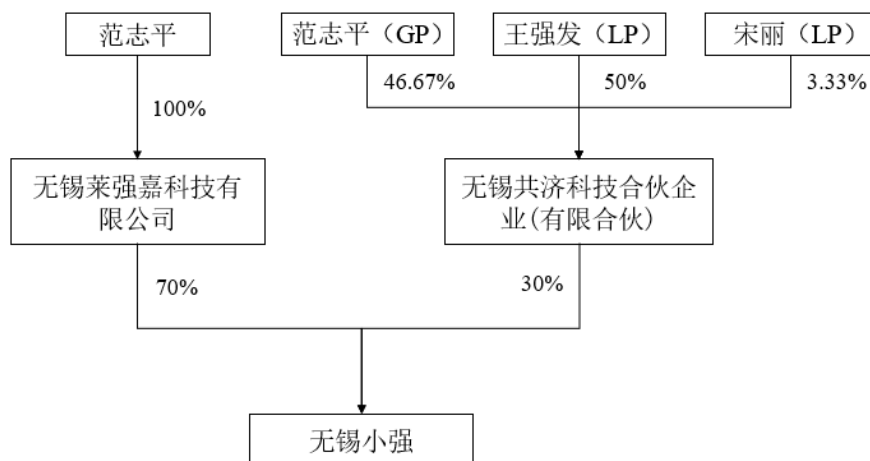 范志平
范志平（GP）
王强发（LP）
宋丽（LP）
100%
46.67%
50%
3.33%
无锡莱强嘉科技有
限公司
无锡共济科技合伙企
业(有限合伙)
70%
30%
无锡小强